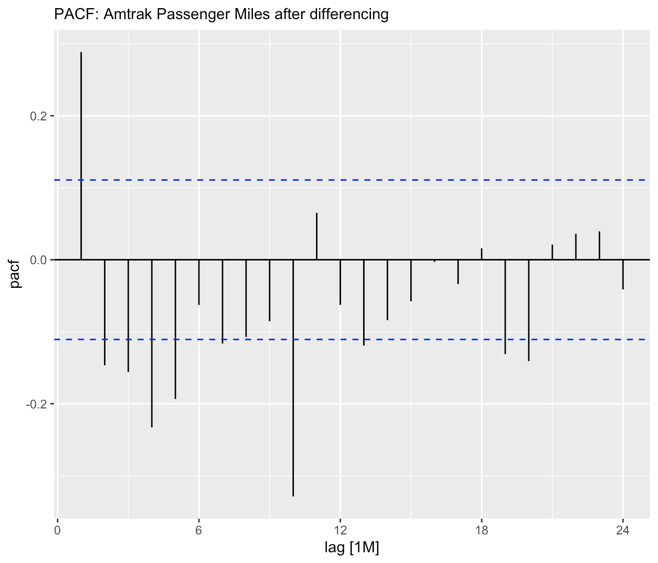 PACF: Amtrak Passenger Miles after differencing
pacf
0.2
0.0
-0.2
0 6 12 18 24
lag [1M]